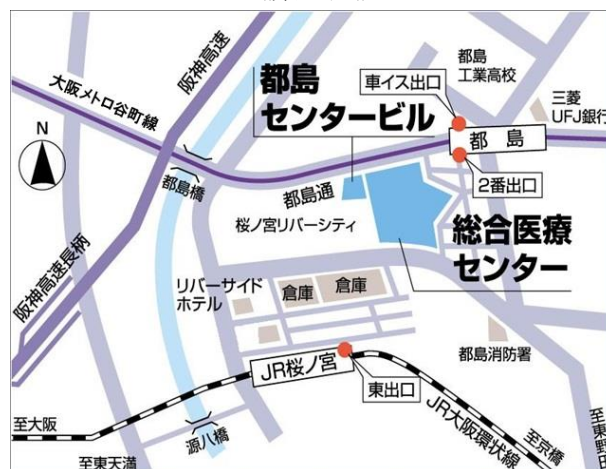 阪神高速
大阪メトロ谷町線
都島
センタービル
車イス出口
都島
工業高校
三菱
UFJ銀行
都 島
2番出口
N
都島橋
都島通
桜ノ宮リバーシティ
総合医療
センター
阪神高速長柄
リバーサイド
ホテル
倉庫
倉庫
都島消防署
JR桜ノ宮
東出口
JR大阪環状線
至大阪
至東天満
源八橋
至京橋
至東野田